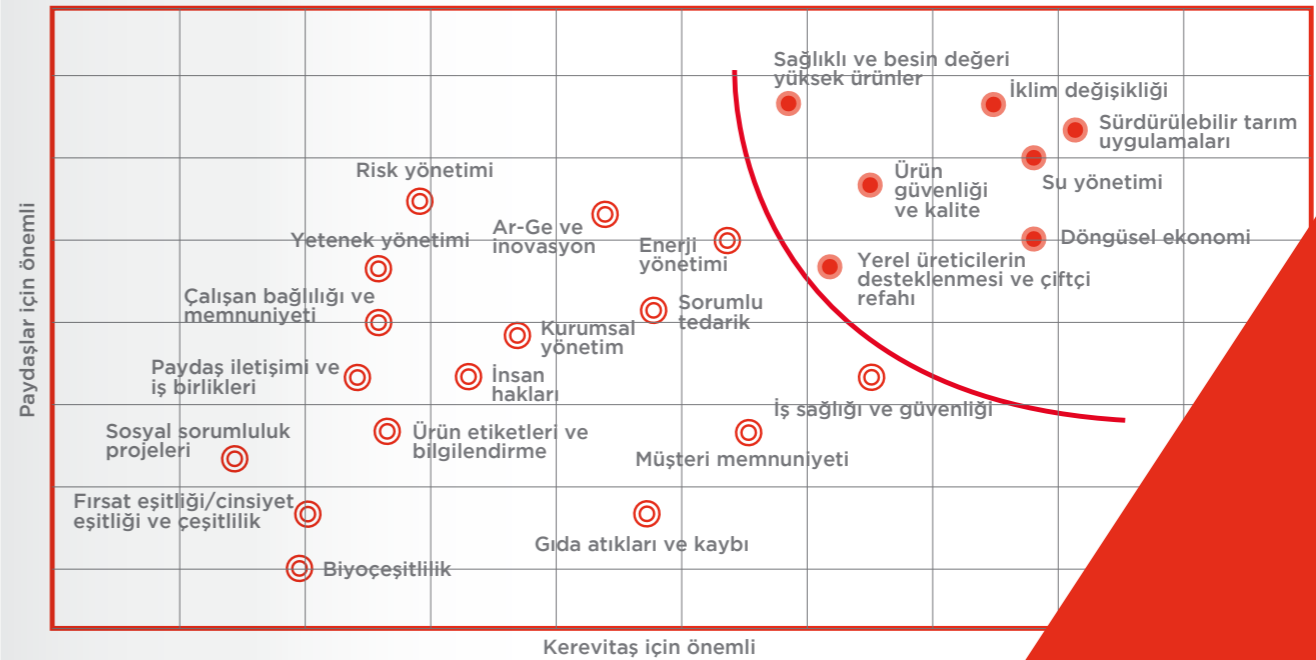 Paydaşlar için önemli
Sağlıklı ve besin değeri
yüksek ürünler
İklim değişikliği
Sürdürülebilir tarım
uygulamaları
Su yönetimi
Ürün
güvenliği
ve kalite
Risk yönetimi
Ar-Ge ve
inovasyon
Yetenek yönetimi
Enerji
yönetimi
Döngüsel ekonomi
Yerel üreticilerin
desteklenmesi ve çiftçi
refahı
Çalışan bağlılığı ve
memnuniyeti
Sorumlu
tedarik
Kurumsal
yönetim
Paydaş iletişimi ve
iş birlikleri
İnsan
hakları
İş sağlığı ve güvenliği
Sosyal sorumluluk
projeleri
Ürün etiketleri ve
bilgilendirme
Müşteri memnuniyeti
Fırsat eşitliği/cinsiyet
eşitliği ve çeşitlilik
Gıda atıkları ve kaybı
Biyoçeşitlilik
Kerevitaş için önemli